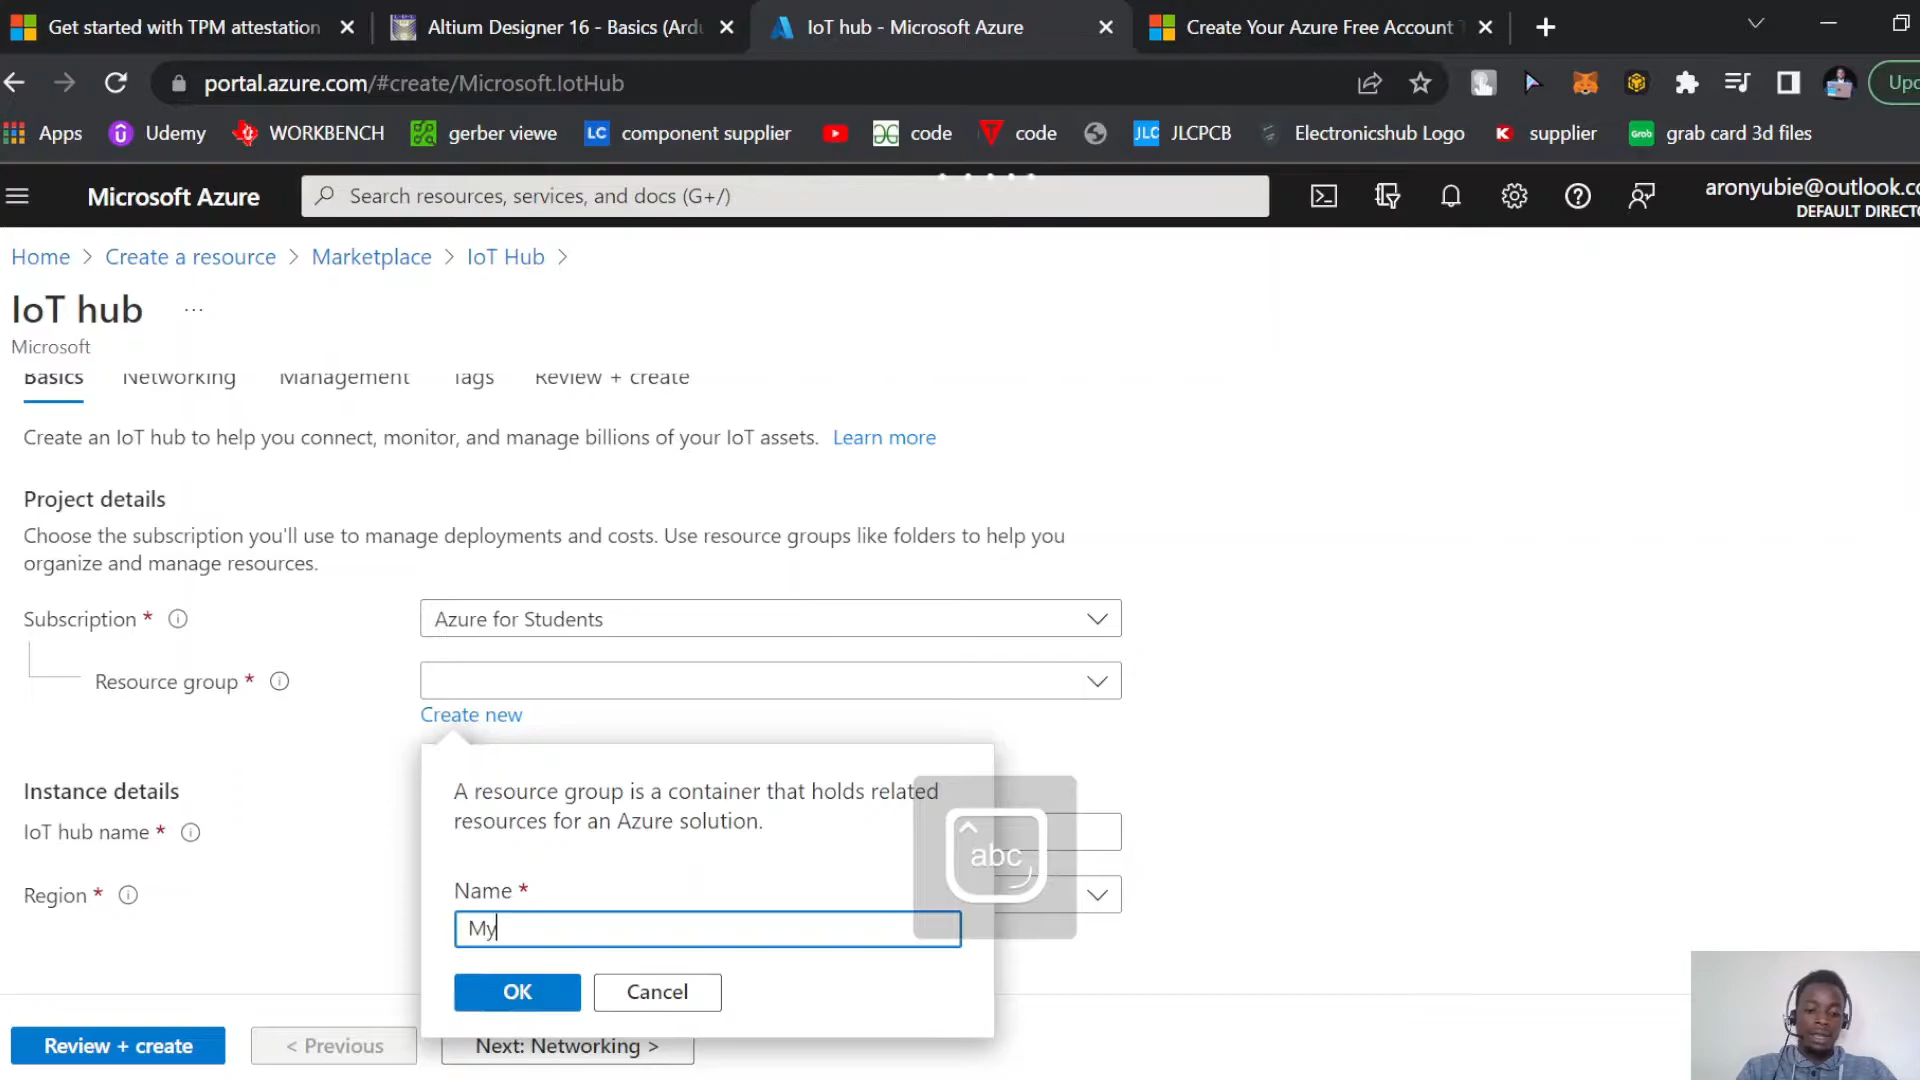 Get started with TPM attestation
Altium Designer 16 - Basics (Ardu
IoT hub - Microsoft Azure
Create Your Azure Free Account T
portal.azure.com/#create/Microsoft.IotHub
Upd
Apps
Udemy
WORKBENCH
gerber viewe
LC component supplier
code
code
JLC JLCPCB
Electronicshub Logo
K supplier
Grab grab card 3d files
Microsoft Azure
Search resources, services, and docs (G+/)
aronyubie@outlook.co
DEFAULT DIRECTO
Home > Create a resource > Marketplace > IoT Hub >
IoT hub ...
Microsoft
Basics Networking Management Tags Review + create
Create an IoT hub to help you connect, monitor, and manage billions of your IoT assets. Learn more
Project details
Choose the subscription you'll use to manage deployments and costs. Use resource groups like folders to help you
organize and manage resources.
Subscription *
Azure for Students
Resource group *
Create new
A resource group is a container that holds related
resources for an Azure solution.
Instance details
IoT hub name *
abc
Region *
Name *
My
OK Cancel
Review + create < Previous Next: Networking >